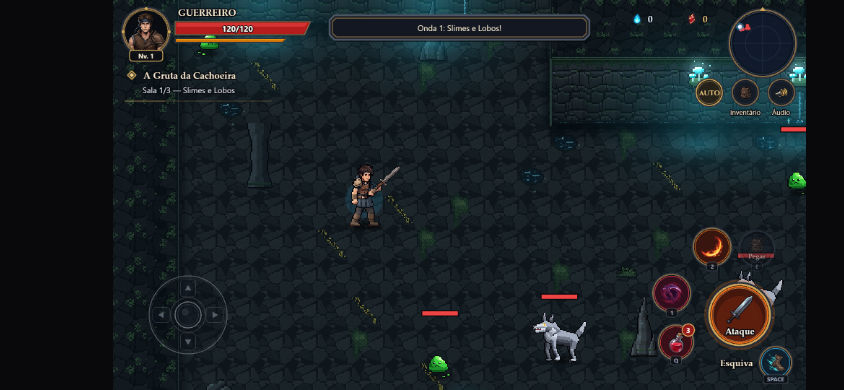 GUERREIRO
120/120
Nv. 1
Onda 1: Slimes e Lobos!
0
0
A Gruta da Cachoeira
Sala 1/3 — Slimes e Lobos
AUTO
Inventário
Áudio
2
Pegar
1
3
Q
Ataque
Esquiva
SPACE